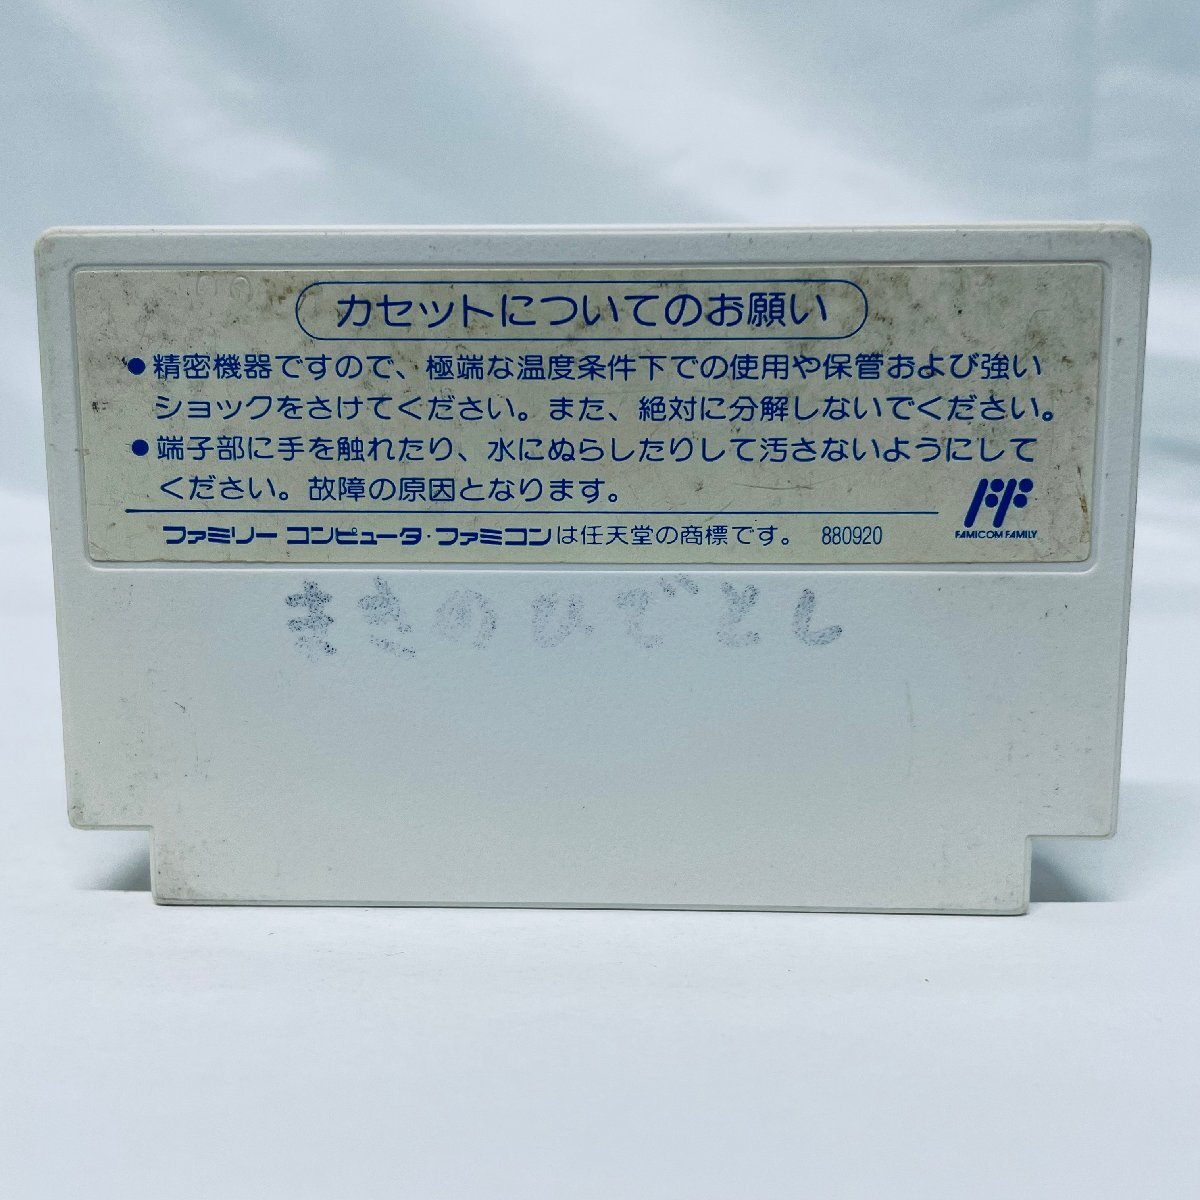 カセットについてのお願い
●精密機器ですので、極端な温度条件下での使用や保管および強い
ショックをさけてください。また、絶対に分解しないでください。
●端子部に手を触れたり、水にぬらしたりして汚さないようにして
ください。故障の原因となります。
ファミリー コンピュータ・ファミコンは任天堂の商標です。 880920
FAMICOM FAMILY
まきのひでとし